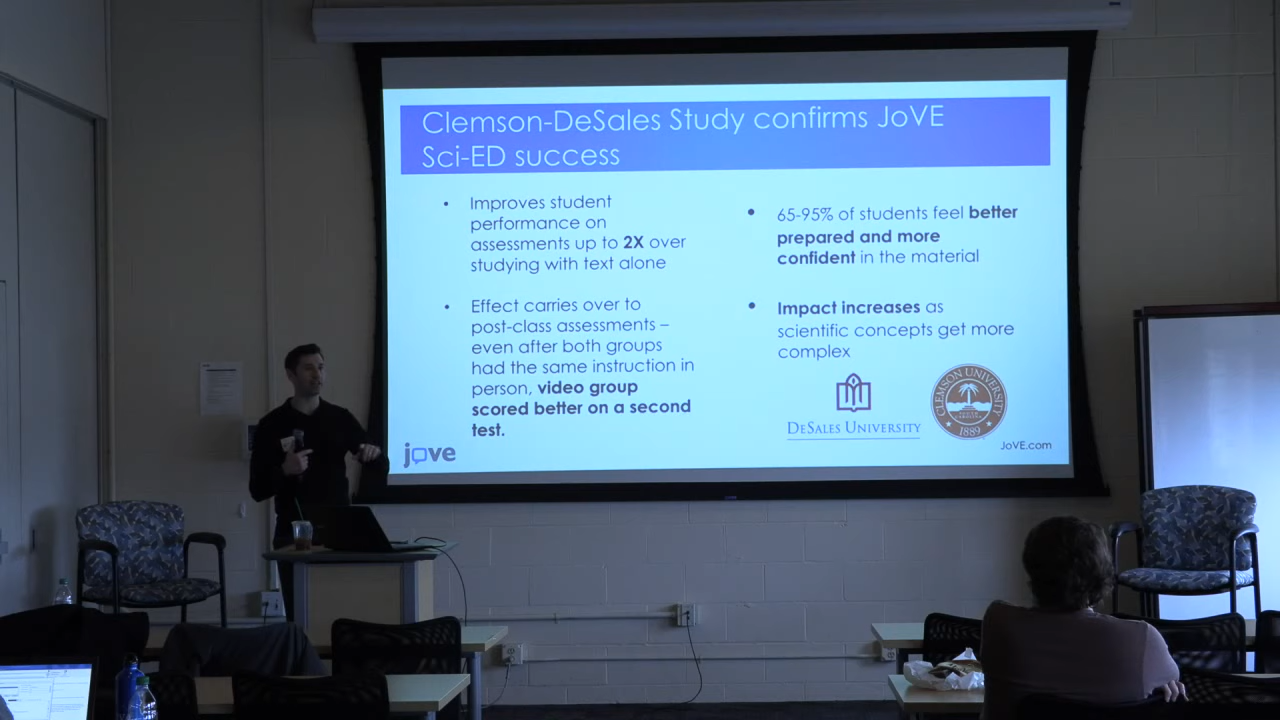 Clemson-DeSales Study confirms JoVE
Sci-ED success
• Improves student
performance on
assessments up to 2X over
studying with text alone
• Effect carries over to
post-class assessments –
even after both groups
had the same instruction in
person, video group
scored better on a second
test.
• 65-95% of students feel better
prepared and more
confident in the material
• Impact increases as
scientific concepts get more
complex
DeSales University
CLEMSON UNIVERSITY
1889
jove
JoVE.com